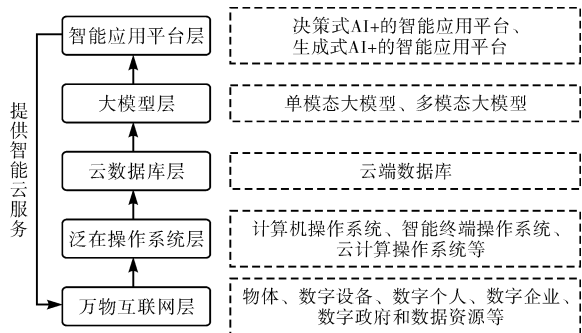 智能应用平台层
决策式AI+的智能应用平台、
生成式AI+的智能应用平台
大模型层
单模态大模型、多模态大模型
提供智能云服务
云数据库层
云端数据库
泛在操作系统层
计算机操作系统、智能终端操作系统、
云计算操作系统等
万物互联网层
物体、数字设备、数字个人、数字企业、
数字政府和数据资源等